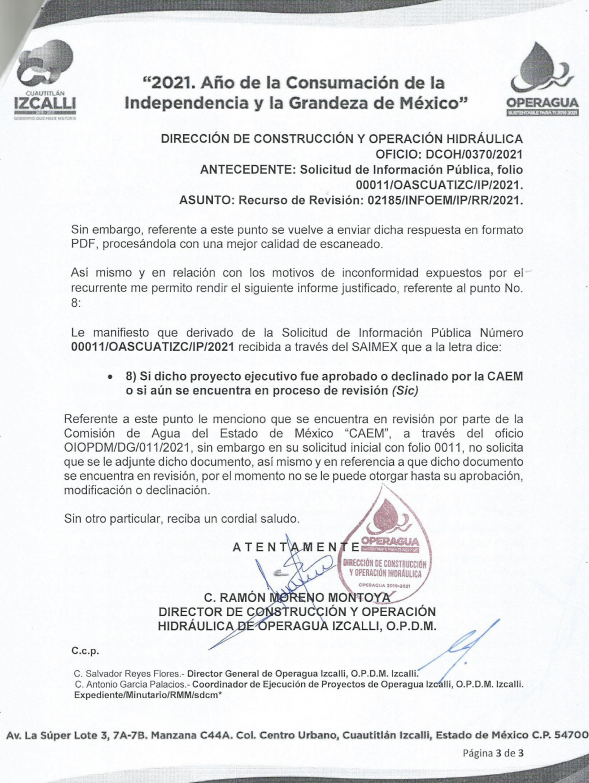 CUAUTITLÁN
IZCALLI
"2021. Año de la Consumación de la
Independencia y la Grandeza de México"
OPERAGUA
DIRECCIÓN DE CONSTRUCCIÓN Y OPERACIÓN HIDRÁULICA
OFICIO: DCOH/0370/2021
ANTECEDENTE: Solicitud de Información Pública, folio
00011/OASCUATIZC/IP/2021.
ASUNTO: Recurso de Revisión: 02185/INFOEM/IP/RR/2021.
Sin embargo, referente a este punto se vuelve a enviar dicha respuesta en formato
PDF, procesándola con una mejor calidad de escaneado.
Así mismo y en relación con los motivos de inconformidad expuestos por el
recurrente me permito rendir el siguiente informe justificado, referente al punto No.
8:
Le manifiesto que derivado de la Solicitud de Información Pública Número
00011/OASCUATIZC/IP/2021 recibida a través del SAIMEX que a la letra dice:
• 8) Si dicho proyecto ejecutivo fue aprobado o declinado por la CAEM
o si aún se encuentra en proceso de revisión (Sic)
Referente a este punto le menciono que se encuentra en revisión por parte de la
Comisión de Agua del Estado de México "CAEM", a través del oficio
OIOPDM/DG/011/2021, sin embargo en su solicitud inicial con folio 0011, no solicita
que se le adjunte dicho documento, así mismo y en referencia a que dicho documento
se encuentra en revisión, por el momento no se le puede otorgar hasta su aprobación,
modificación o declinación.
Sin otro particular, reciba un cordial saludo.
A T E N T A M E N T E
OPERAGUA
DIRECCIÓN DE CONSTRUCCIÓN
Y OPERACIÓN HIDRÁULICA
OPERAGUA 2019-2021
C. RAMÓN MORENO MONTOYA
DIRECTOR DE CONSTRUCCIÓN Y OPERACIÓN
HIDRÁULICA DE OPERAGUA IZCALLI, O.P.D.M.
C.c.p.
C. Salvador Reyes Flores.- Director General de Operagua Izcalli, O.P.D.M. Izcalli.
C. Antonio Garcia Palacios.- Coordinador de Ejecución de Proyectos de Operagua Izcalli, O.P.D.M. Izcalli.
Expediente/Minutario/RMM/sdcm*
Av. La Súper Lote 3, 7A-7B. Manzana C44A. Col. Centro Urbano, Cuautitlán Izcalli, Estado de México C.P. 54700
Página 3 de 3